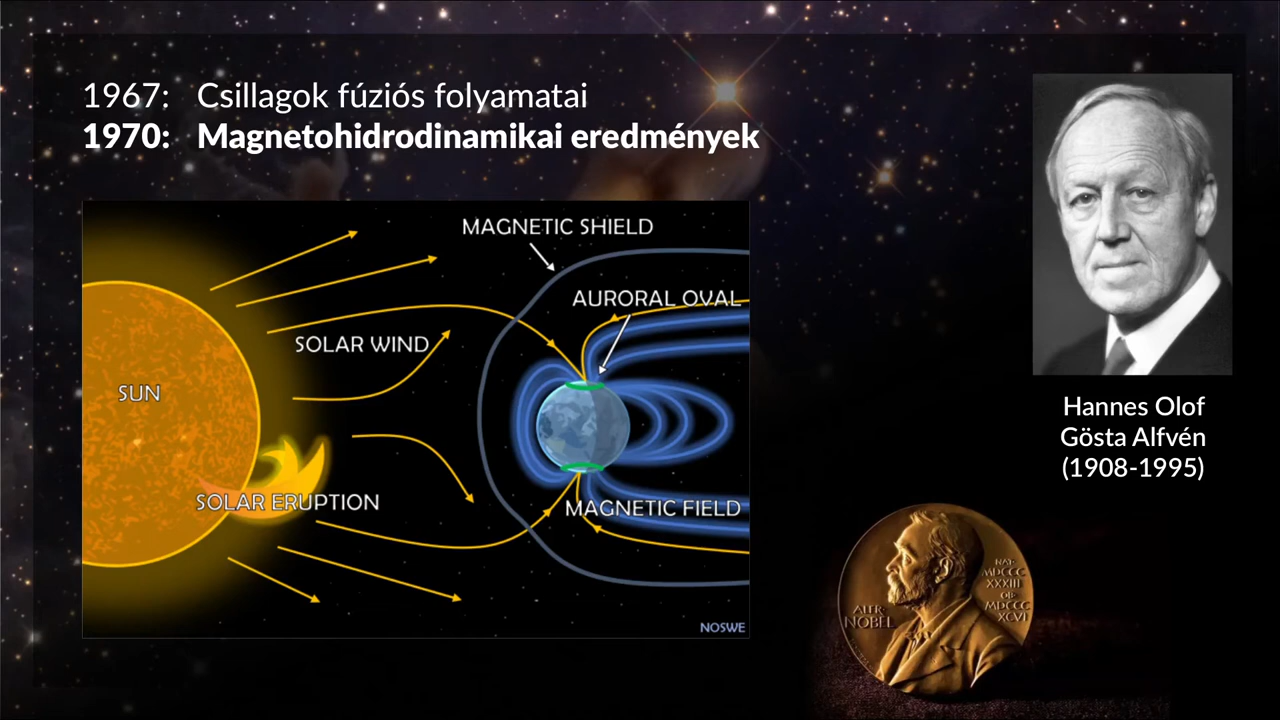 1967: Csillagok fúziós folyamatai
1970: Magnetohidrodinamikai eredmények
MAGNETIC SHIELD
AURORAL OVAL
SOLAR WIND
SUN
SOLAR ERUPTION
MAGNETIC FIELD
NOSWE
Hannes Olof
Gösta Alfvén
(1908-1995)
ALFR·
NOBEL
NAT·
MDCCC
XXXIII
OB·
MDCCC
XCVI